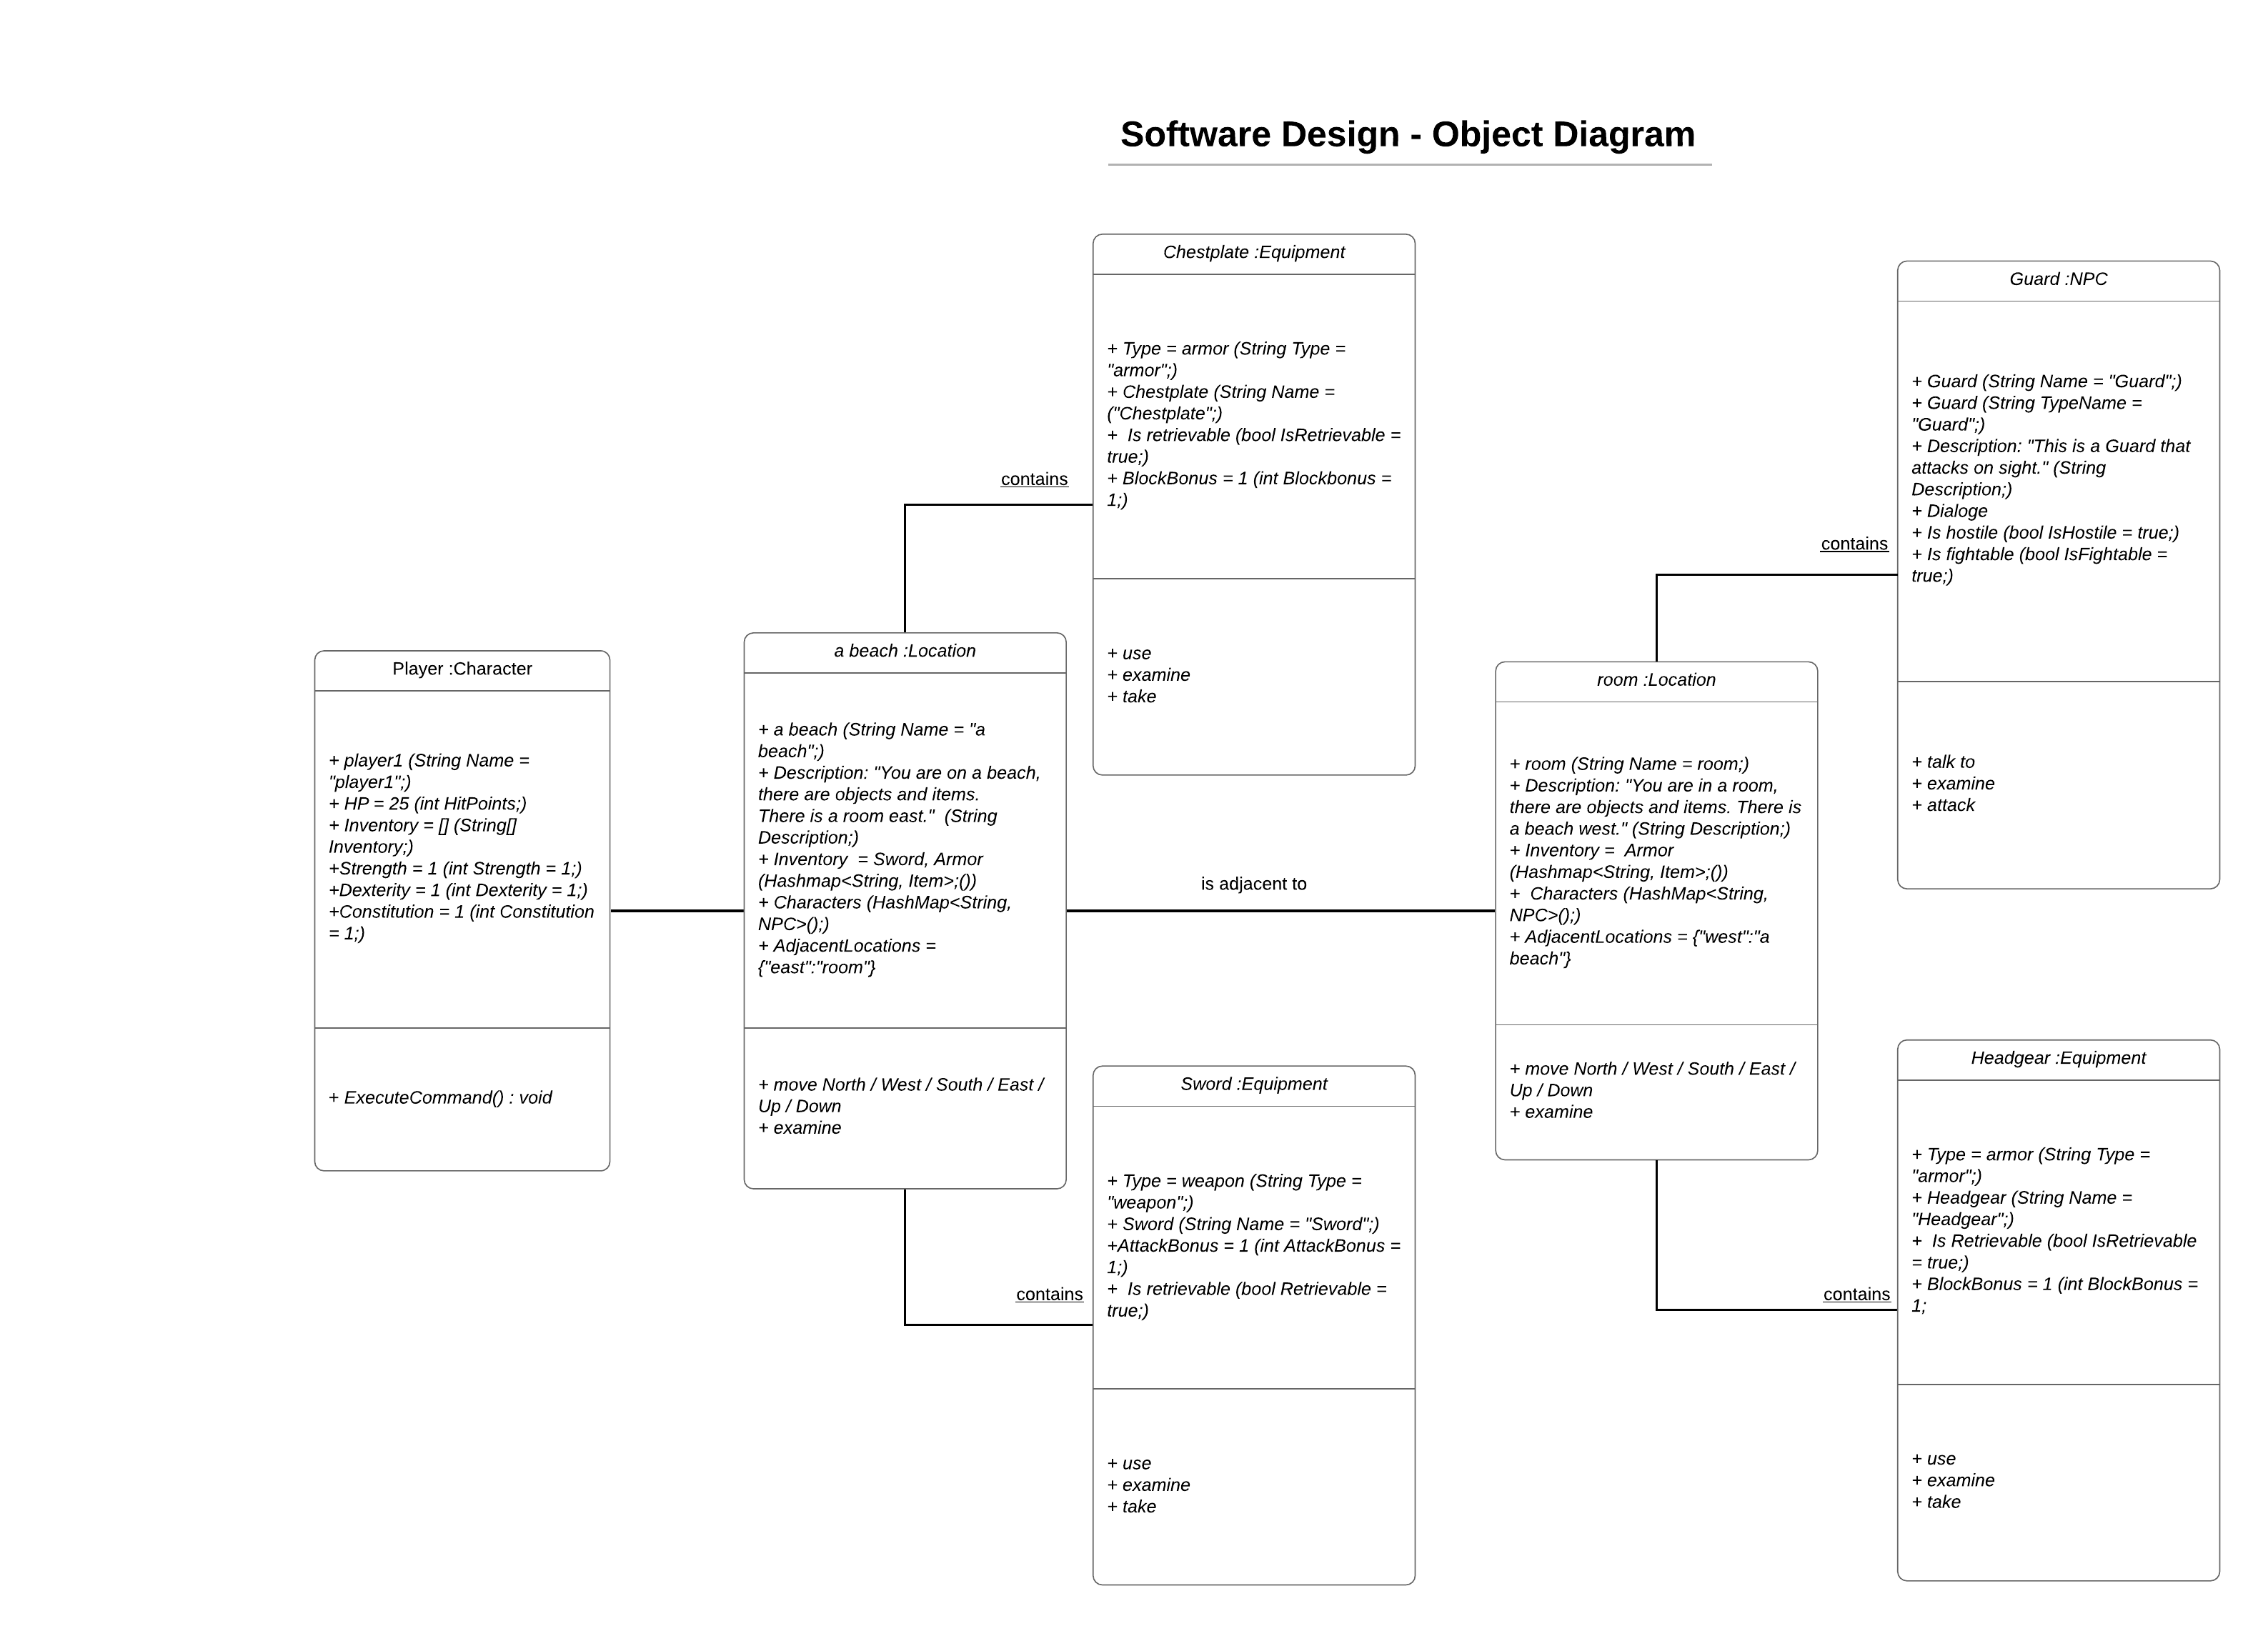 Software Design - Object Diagram
Chestplate :Equipment
+ Type = armor (String Type =
"armor";)
+ Chestplate (String Name =
("Chestplate";)
+  Is retrievable (bool IsRetrievable =
true;)
+ BlockBonus = 1 (int Blockbonus =
1;)
+ use
+ examine
+ take
Guard :NPC
+ Guard (String Name = "Guard";)
+ Guard (String TypeName =
"Guard";)
+ Description: "This is a Guard that
attacks on sight." (String
Description;)
+ Dialoge
+ Is hostile (bool IsHostile = true;)
+ Is fightable (bool IsFightable =
true;)
+ talk to
+ examine
+ attack
contains
contains
Player :Character
+ player1 (String Name =
"player1";)
+ HP = 25 (int HitPoints;)
+ Inventory = [] (String[]
Inventory;)
+Strength = 1 (int Strength = 1;)
+Dexterity = 1 (int Dexterity = 1;)
+Constitution = 1 (int Constitution
= 1;)
+ ExecuteCommand() : void
a beach :Location
+ a beach (String Name = "a
beach";)
+ Description: "You are on a beach,
there are objects and items.
There is a room east."  (String
Description;)
+ Inventory  = Sword, Armor
(Hashmap<String, Item>;())
+ Characters (HashMap<String,
NPC>();)
+ AdjacentLocations =
{"east":"room"}
+ move North / West / South / East /
Up / Down
+ examine
is adjacent to
room :Location
+ room (String Name = room;)
+ Description: "You are in a room,
there are objects and items. There is
a beach west." (String Description;)
+ Inventory =  Armor
(Hashmap<String, Item>;())
+  Characters (HashMap<String,
NPC>();)
+ AdjacentLocations = {"west":"a
beach"}
+ move North / West / South / East /
Up / Down
+ examine
Sword :Equipment
+ Type = weapon (String Type =
"weapon";)
+ Sword (String Name = "Sword";)
+AttackBonus = 1 (int AttackBonus =
1;)
+  Is retrievable (bool Retrievable =
true;)
+ use
+ examine
+ take
contains
Headgear :Equipment
+ Type = armor (String Type =
"armor";)
+ Headgear (String Name =
"Headgear";)
+  Is Retrievable (bool IsRetrievable
= true;)
+ BlockBonus = 1 (int BlockBonus =
1;
+ use
+ examine
+ take
contains